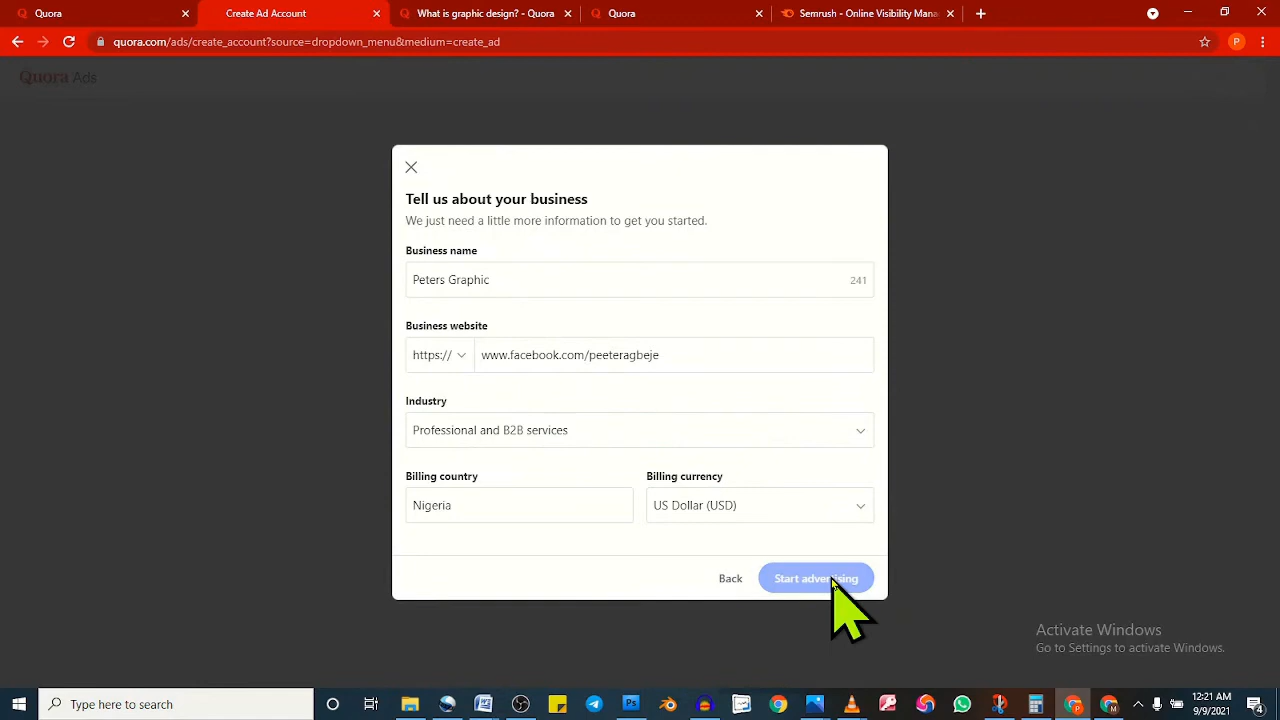 Quora
Create Ad Account
What is graphic design? - Quora
Quora
Semrush - Online Visibility Mana
quora.com/ads/create_account?source=dropdown_menu&medium=create_ad
P
Quora Ads
Tell us about your business
We just need a little more information to get you started.
Business name
Peters Graphic
241
Business website
https://
www.facebook.com/peeteragbeje
Industry
Professional and B2B services
Billing country
Billing currency
Nigeria
US Dollar (USD)
Back
Start advertising
Activate Windows
Go to Settings to activate Windows.
Type here to search
12:21 AM
9/9/2021